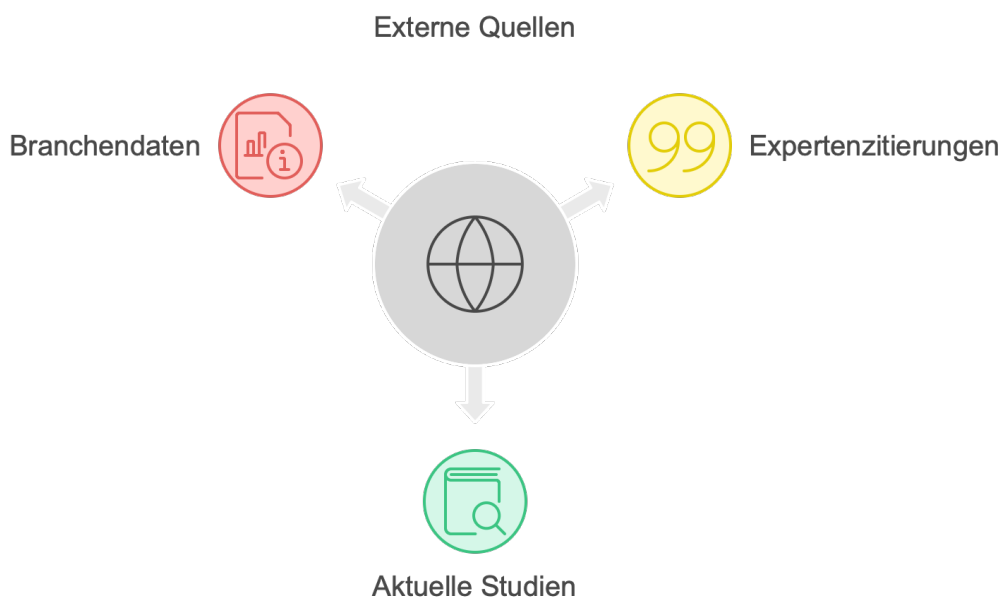 Externe Quellen
Branchendaten
Expertenzitierungen
Aktuelle Studien